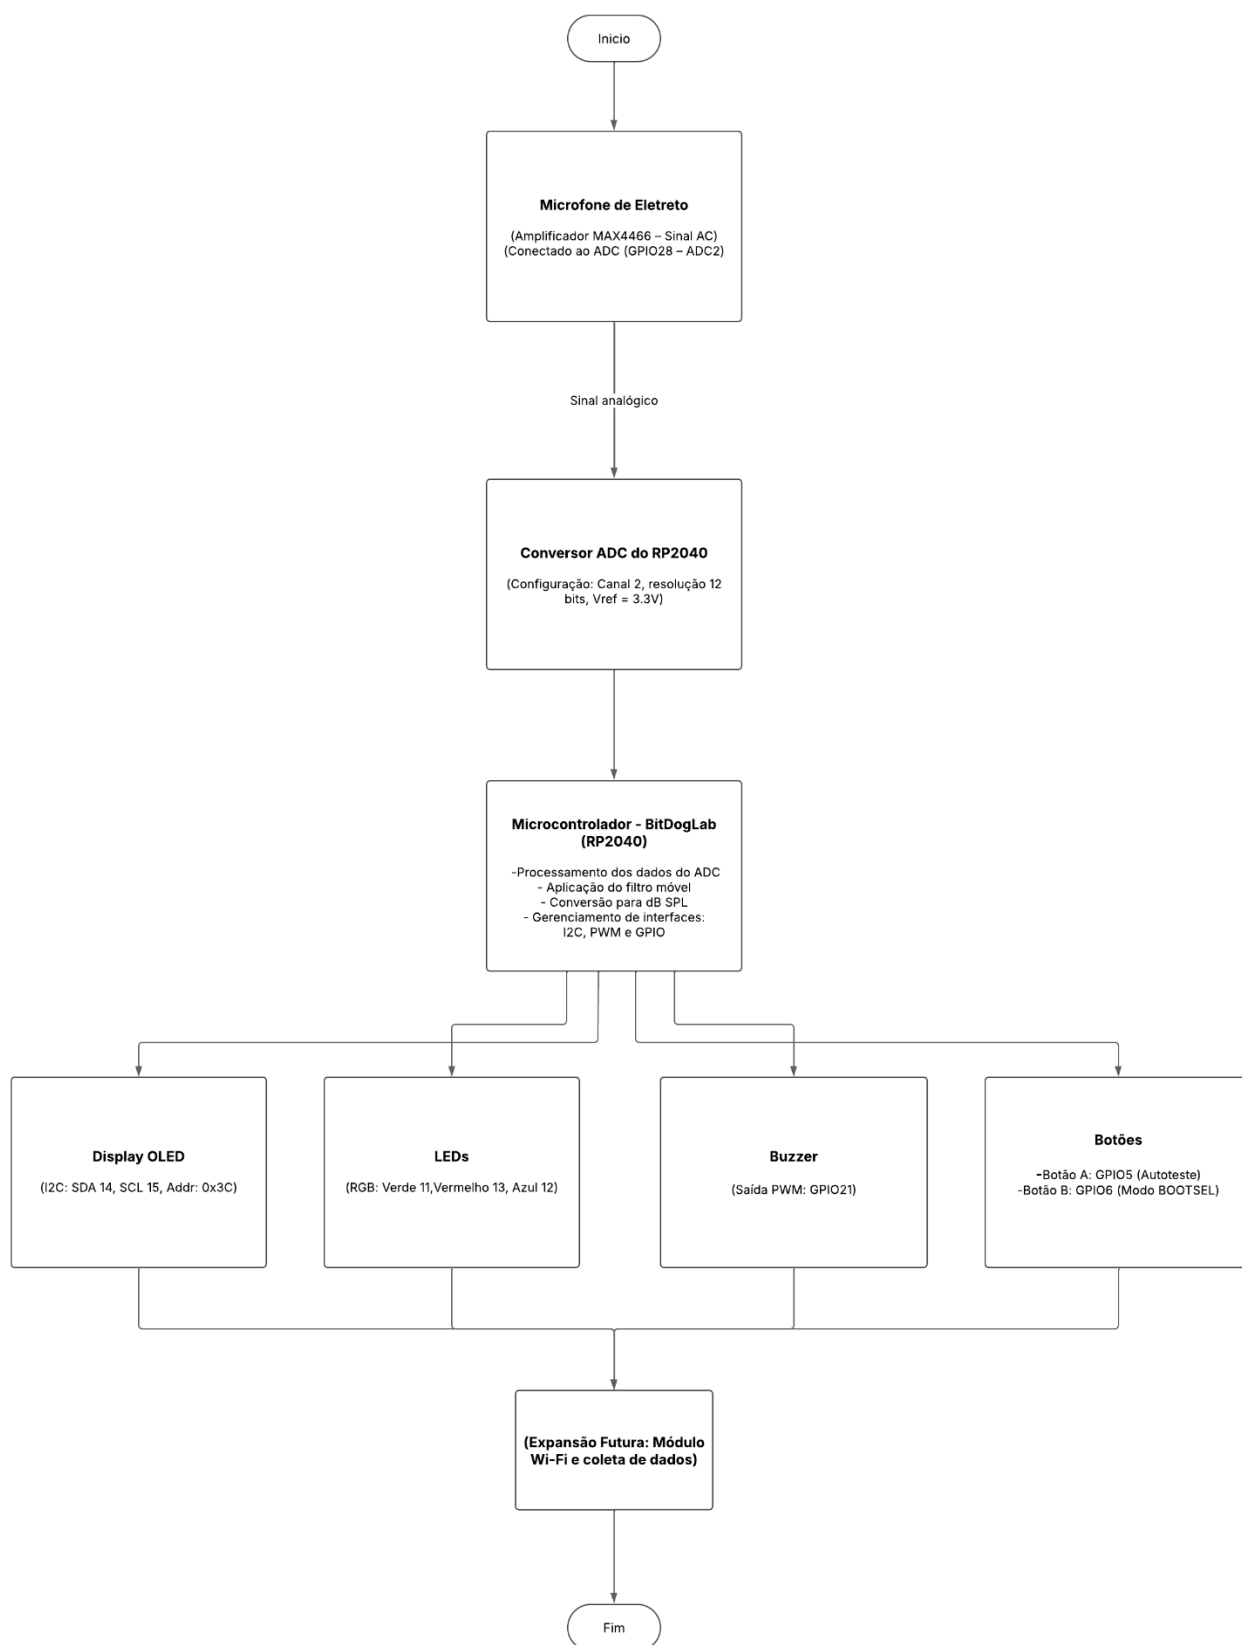 Inicio
Microfone de Eletreto
(Amplificador MAX4466 – Sinal AC)
(Conectado ao ADC (GPIO28 – ADC2)
Sinal analógico
Conversor ADC do RP2040
(Configuração: Canal 2, resolução 12
bits, Vref = 3.3V)
Microcontrolador - BitDogLab
(RP2040)
-Processamento dos dados do ADC
- Aplicação do filtro móvel
- Conversão para dB SPL
- Gerenciamento de interfaces:
I2C, PWM e GPIO
Display OLED
(I2C: SDA 14, SCL 15, Addr: 0x3C)
LEDs
(RGB: Verde 11,Vermelho 13, Azul 12)
Buzzer
(Saída PWM: GPIO21)
Botões
-Botão A: GPIO5 (Autoteste)
-Botão B: GPIO6 (Modo BOOTSEL)
(Expansão Futura: Módulo
Wi-Fi e coleta de dados)
Fim